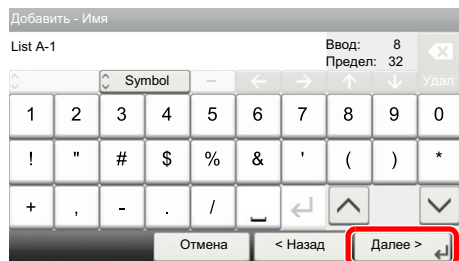 Добавить - Имя
List A-1
Ввод: 8
Предел: 32
Symbol - ← → ↑ ↓ Удал
1 2 3 4 5 6 7 8 9 0
! " # $ % & ' ( ) *
+ , - . / _
Отмена < Назад Далее >